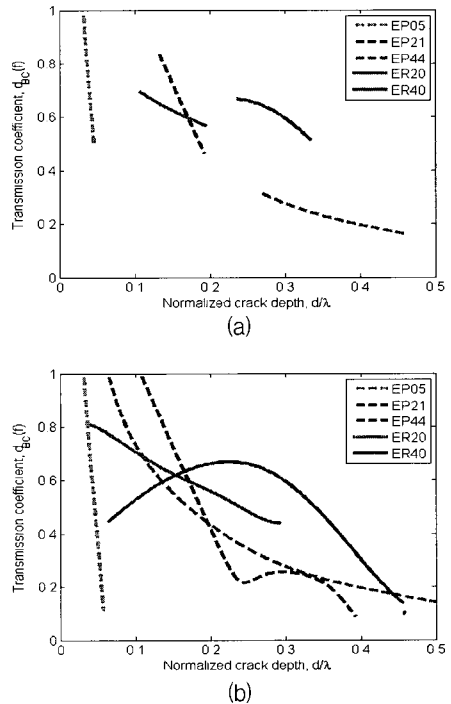 EP05
EP21
EP44
ER20
ER40
Transmission coefficient, d_BC(f)
1
0 8
0 6
0 4
0 2
0
0
0 1
0 2
0 3
0 4
0 5
Normalized crack depth, d/λ
(a)
EP05
EP21
EP44
ER20
ER40
Transmission coefficient, d_BC(f)
1
0 8
0 6
0 4
0 2
0
0
0 1
0 2
0 3
0 4
0 5
Normalized crack depth, d/λ
(b)